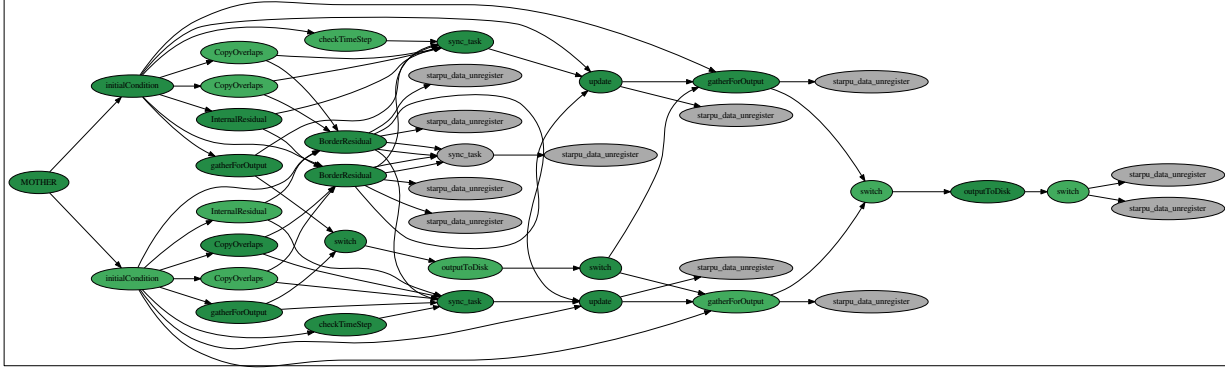 checkTimeStep
sync_task
CopyOverlaps
starpu_data_unregister
initialCondition
CopyOverlaps
update
gatherForOutput
starpu_data_unregister
InternalResidual
starpu_data_unregister
starpu_data_unregister
BorderResidual
gatherForOutput
sync_task
starpu_data_unregister
MOTHER
BorderResidual
starpu_data_unregister
switch
outputToDisk
switch
starpu_data_unregister
starpu_data_unregister
InternalResidual
starpu_data_unregister
CopyOverlaps
switch
initialCondition
CopyOverlaps
outputToDisk
switch
starpu_data_unregister
gatherForOutput
sync_task
update
gatherForOutput
starpu_data_unregister
checkTimeStep